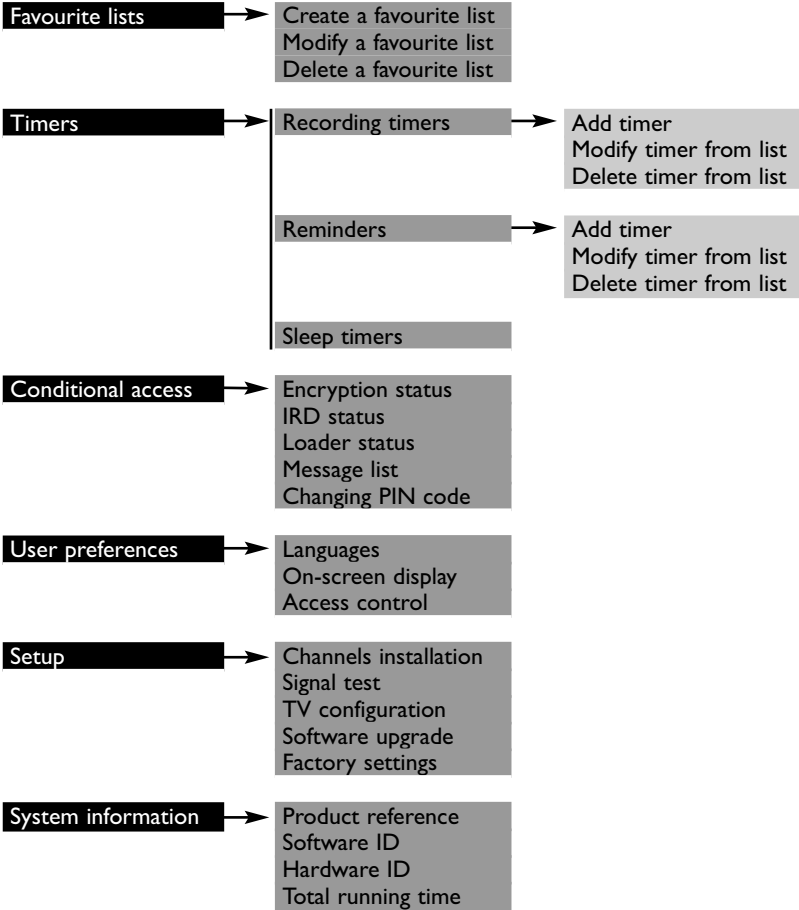 Favourite lists
Create a favourite list
Modify a favourite list
Delete a favourite list
Timers
Recording timers
Add timer
Modify timer from list
Delete timer from list
Reminders
Add timer
Modify timer from list
Delete timer from list
Sleep timers
Conditional access
Encryption status
IRD status
Loader status
Message list
Changing PIN code
User preferences
Languages
On-screen display
Access control
Setup
Channels installation
Signal test
TV configuration
Software upgrade
Factory settings
System information
Product reference
Software ID
Hardware ID
Total running time